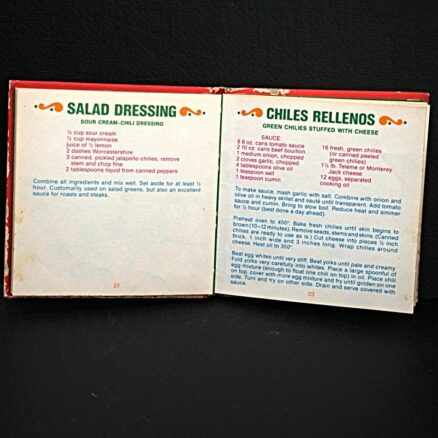 SALAD DRESSING
SOUR CREAM-CHILI DRESSING
½ cup sour cream
½ cup mayonnaise
juice of ½ lemon
2 dashes Worcestershire
3 canned, pickled jalapeño chilies, remove
stem and chop fine
2 tablespoons liquid from canned peppers
Combine all ingredients and mix well. Set aside for at least ½
hour. Customarily used on salad greens, but also an excellent
sauce for roasts and steaks.
22
CHILES RELLENOS
GREEN CHILIES STUFFED WITH CHEESE
SAUCE:
6 8 oz. cans tomato sauce
2 10 oz. cans beef bouillon
1 medium onion, chopped
2 cloves garlic, chopped
4 tablespoons olive oil
1 teaspoon salt
1 teaspoon cumin
16 fresh, green chilies
(or canned peeled
green chilies)
lb. Teleme or Monterey
Jack cheese
7 eggs, separated
cooking oil
To make sauce: mash garlic with salt. Combine with onion and
olive oil in heavy skillet and sauté until transparent. Add tomato
sauce and cumin. Bring to slow boil. Reduce heat and simmer
for ½ hour (best done a day ahead).
Preheat oven to 450°. Bake fresh chilies until skin begins to
brown (10-12 minutes). Remove seeds, stems and skins. (Canned
chilies are ready to use as is.) Cut cheese into pieces ½ inch
thick, 1 inch wide and 3 inches long. Wrap chilies around
cheese. Heat oil to 350°.
Beat egg whites until very stiff. Beat yolks until pale and creamy.
Fold yolks carefully into whites. Place a large spoonful of
egg mixture (enough to float one chili on top) in oil. Place chili
on top, cover with more egg mixture and fry until golden on one
side. Turn and fry on other side. Drain and serve covered with
sauce.
23